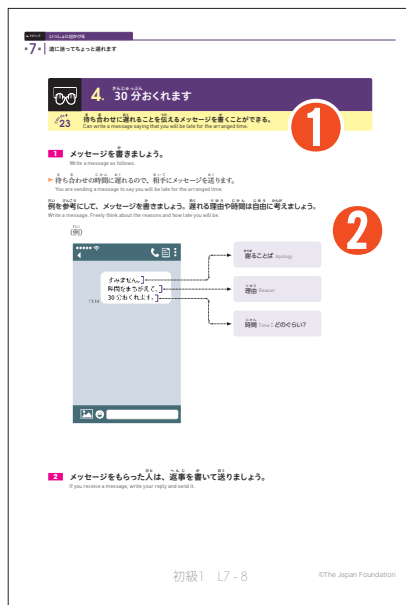 いっしょに出かける
7 道に迷ってちょっと遅れます
4. 30 分おくれます
23 待ち合わせに遅れることを伝えるメッセージを書くことができる。
Can write a message saying that you will be late for the arranged time.
1
1 メッセージを書きましょう。
Write a message as follows.
► 待ち合わせの時間に遅れるので、相手にメッセージを送ります。
You are sending a message to say you will be late for the arranged time.
例を参考にして、メッセージを書きましょう。遅れる理由や時間は自由に考えましょう。
Write a message. Freely think about the reasons and how late you will be.
2
(例)
すみません。
時間をまちがえて、
30 分おくれます。
11:14
謝ることば Apology
理由 Reason
時間 Time : どのぐらい?
2 メッセージをもらった人は、返事を書いて送りましょう。
If you receive a message, write your reply and send it.
初級1 L7 - 8
©The Japan Foundation